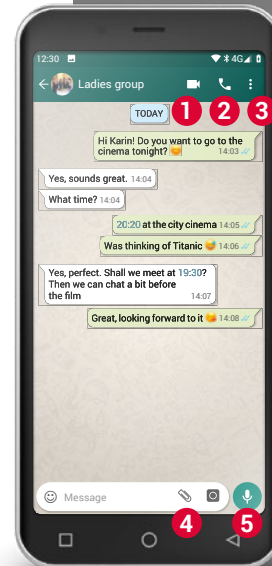 12:30 4G
Ladies group
1 2 3
TODAY
Hi Karin! Do you want to go to the
cinema tonight? 14:03
Yes, sounds great. 14:04
What time? 14:04
20:20 at the city cinema 14:05
Was thinking of Titanic 14:06
Yes, perfect. Shall we meet at 19:30?
Then we can chat a bit before
the film 14:07
Great, looking forward to it 14:08
Message
4 5